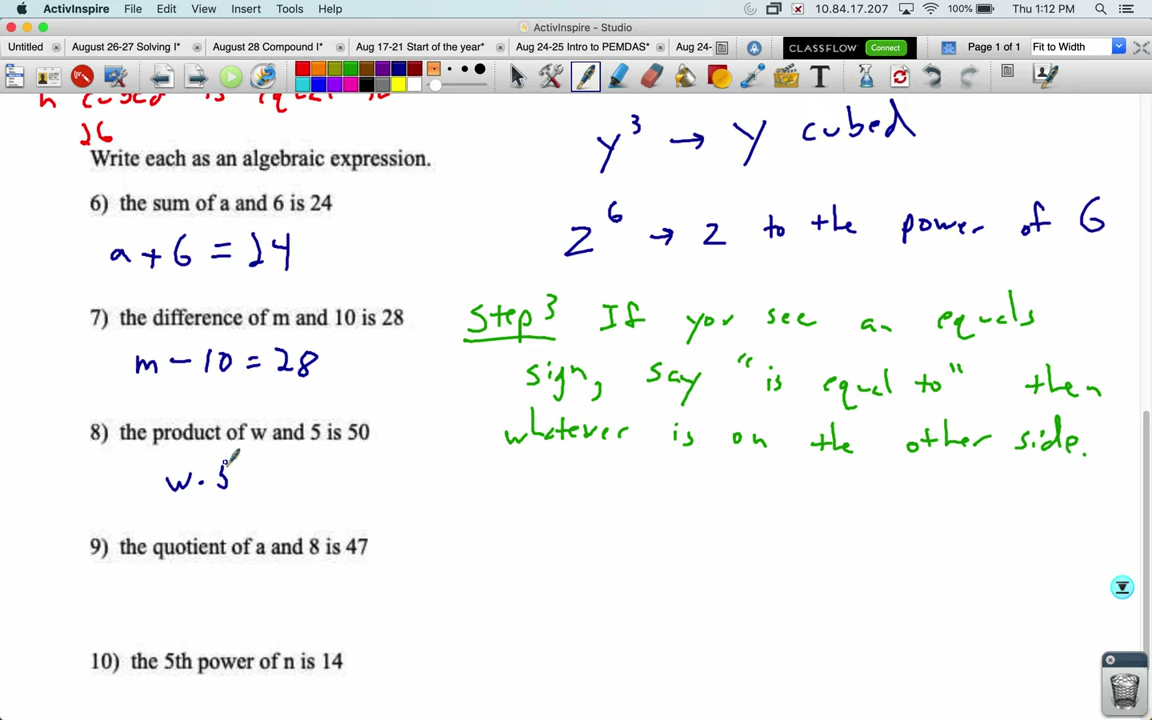 ActivInspire File Edit View Insert Tools Help 10.84.17.207 100% Thu 1:12 PM
ActivInspire - Studio
Untitled August 26-27 Solving I* August 28 Compound I* Aug 17-21 Start of the year* Aug 24-25 Intro to PEMDAS* Aug 24- CLASSFLOW Connect Page 1 of 1 Fit to Width
n cubed is equal to
26
y³ → y cubed
Write each as an algebraic expression.
6) the sum of a and 6 is 24
z⁶ → z to the power of 6
a + 6 = 24
7) the difference of m and 10 is 28
m - 10 = 28
Step 3 If you see an equals
sign, say "is equal to" then
whatever is on the other side.
8) the product of w and 5 is 50
w · 5
9) the quotient of a and 8 is 47
10) the 5th power of n is 14